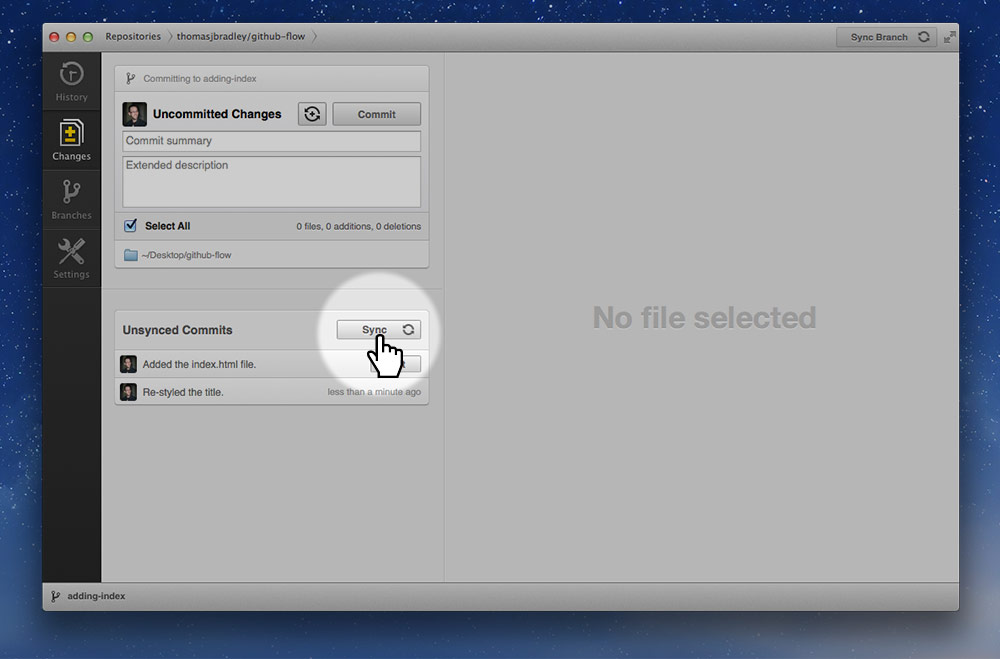 Repositories thomasjbradley/github-flow Sync Branch
History
Changes
Branches
Settings
Committing to adding-index
Uncommitted Changes Commit
Commit summary
Extended description
Select All 0 files, 0 additions, 0 deletions
~/Desktop/github-flow
Unsynced Commits Sync
Added the index.html file.
Re-styled the title. less than a minute ago
No file selected
adding-index